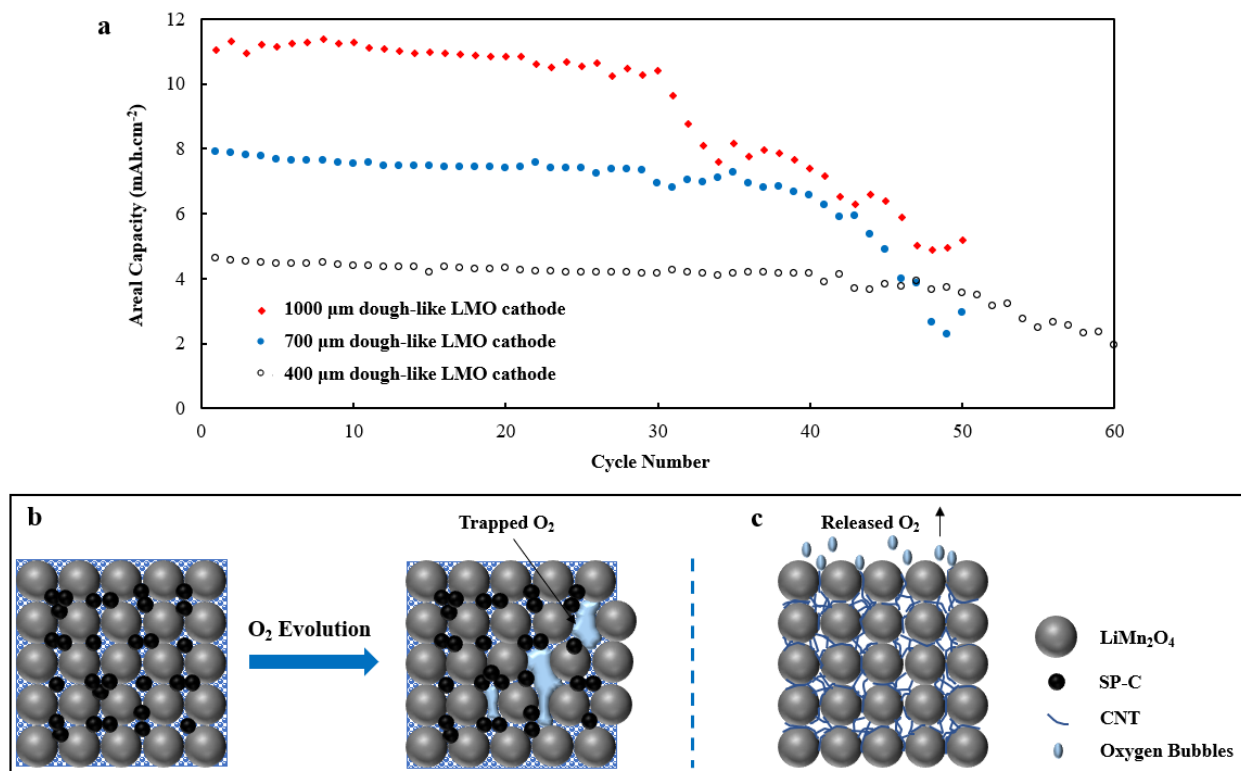 a
12
10
8
6
4
2
0
Areal Capacity (mAh.cm⁻²)
1000 μm dough-like LMO cathode
700 μm dough-like LMO cathode
400 μm dough-like LMO cathode
0 10 20 30 40 50 60
Cycle Number
b
O₂ Evolution
Trapped O₂
c
Released O₂
LiMn₂O₄
SP-C
CNT
Oxygen Bubbles